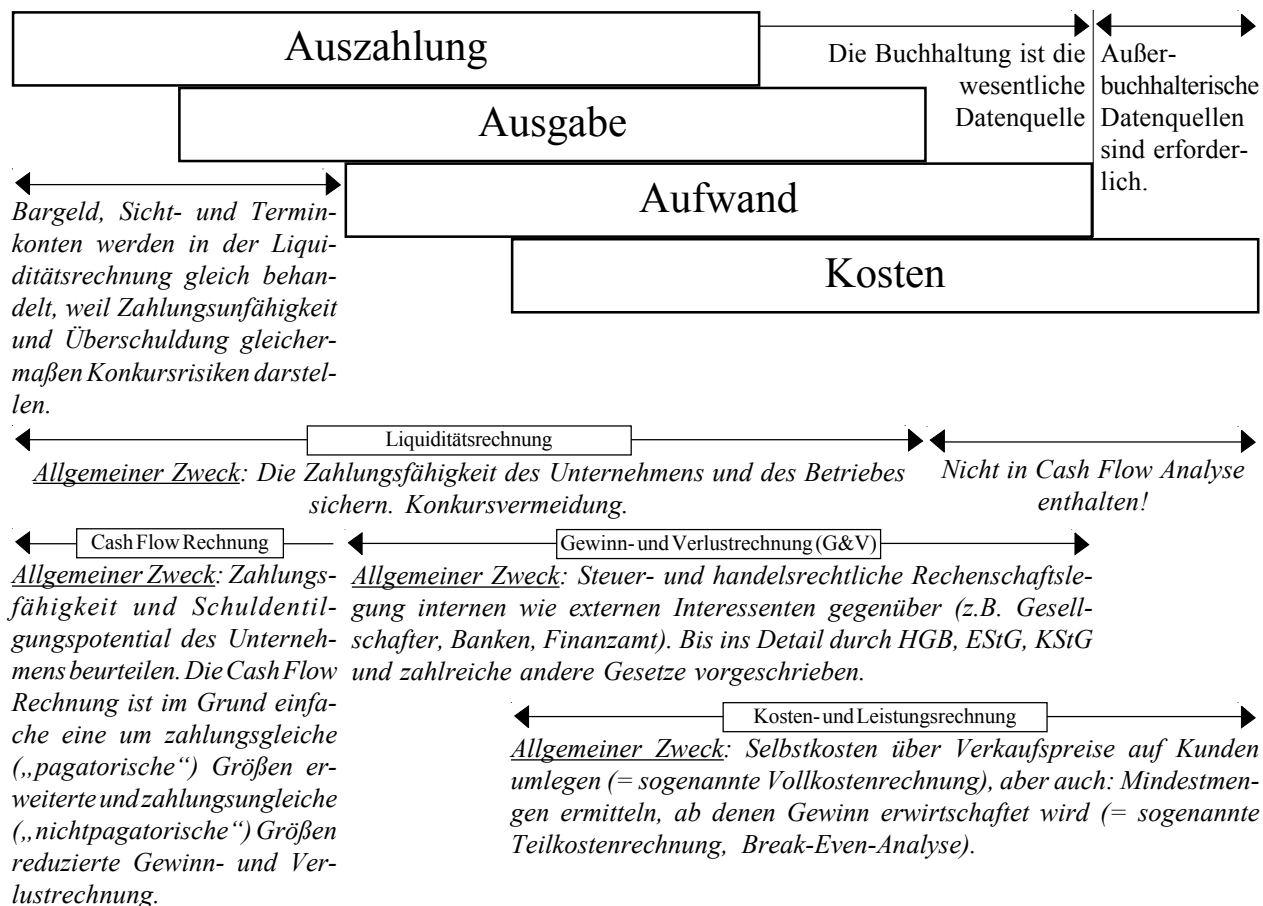 Auszahlung
Die Buchhaltung ist die
wesentliche
Datenquelle
Außer-
buchhalterische
Datenquellen
sind erforder-
lich.
Ausgabe
Aufwand
Kosten
Bargeld, Sicht- und Termin-
konten werden in der Liqui-
ditätsrechnung gleich behan-
delt, weil Zahlungsunfähigkeit
und Überschuldung gleicher-
maßen Konkursrisiken darstel-
len.
Liquiditätsrechnung
Allgemeiner Zweck: Die Zahlungsfähigkeit des Unternehmens und des Betriebes
sichern. Konkursvermeidung.
Nicht in Cash Flow Analyse
enthalten!
Cash Flow Rechnung
Allgemeiner Zweck: Zahlungs-
fähigkeit und Schuldentil-
gungspotential des Unterneh-
mens beurteilen. Die Cash Flow
Rechnung ist im Grund einfa-
che eine um zahlungsgleiche
(„pagatorische“) Größen er-
weiterte und zahlungsungleiche
(„nichtpagatorische“) Größen
reduzierte Gewinn- und Ver-
lustrechnung.
Gewinn- und Verlustrechnung (G&V)
Allgemeiner Zweck: Steuer- und handelsrechtliche Rechenschaftsle-
gung internen wie externen Interessenten gegenüber (z.B. Gesell-
schafter, Banken, Finanzamt). Bis ins Detail durch HGB, EStG, KStG
und zahlreiche andere Gesetze vorgeschrieben.
Kosten- und Leistungsrechnung
Allgemeiner Zweck: Selbstkosten über Verkaufspreise auf Kunden
umlegen (= sogenannte Vollkostenrechnung), aber auch: Mindestmen-
gen ermitteln, ab denen Gewinn erwirtschaftet wird (= sogenannte
Teilkostenrechnung, Break-Even-Analyse).